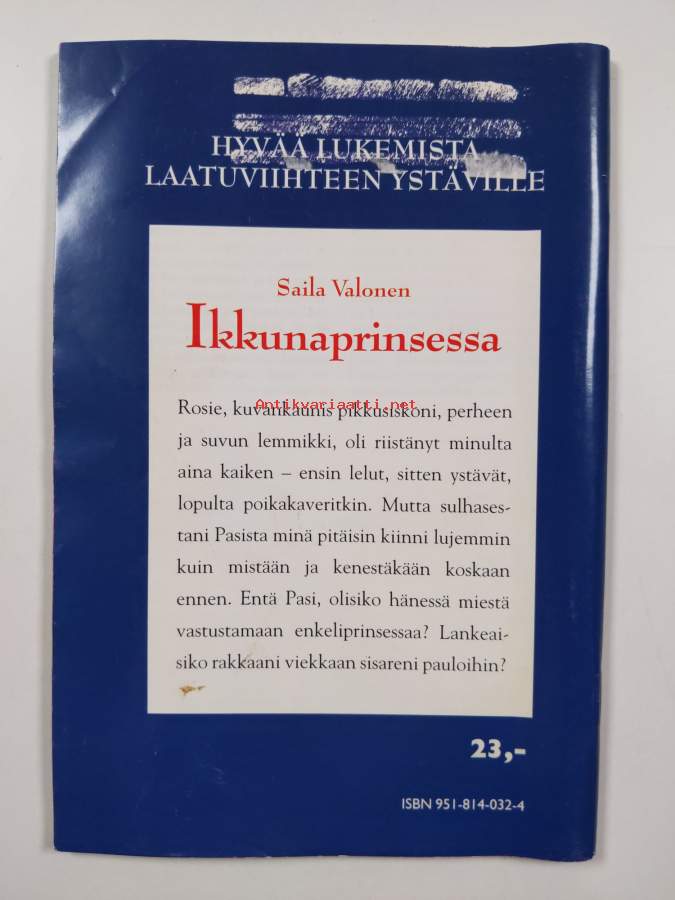 HYVÄÄ LUKEMISTA
LAATUVIIHTEEN YSTÄVILLE
Saila Valonen
Ikkunaprinsessa
Antikvariaatti.net
Rosie, kuvankaunis pikkusiskoni, perheen
ja suvun lemmikki, oli riistänyt minulta
aina kaiken – ensin lelut, sitten ystävät,
lopulta poikakaveritkin. Mutta sulhases-
tani Pasista minä pitäisin kiinni lujemmin
kuin mistään ja kenestäkään koskaan
ennen. Entä Pasi, olisiko hänessä miestä
vastustamaan enkeliprinsessaa? Lankeai-
siko rakkaani viekkaan sisareni pauloihin?
23,-
ISBN 951-814-032-4